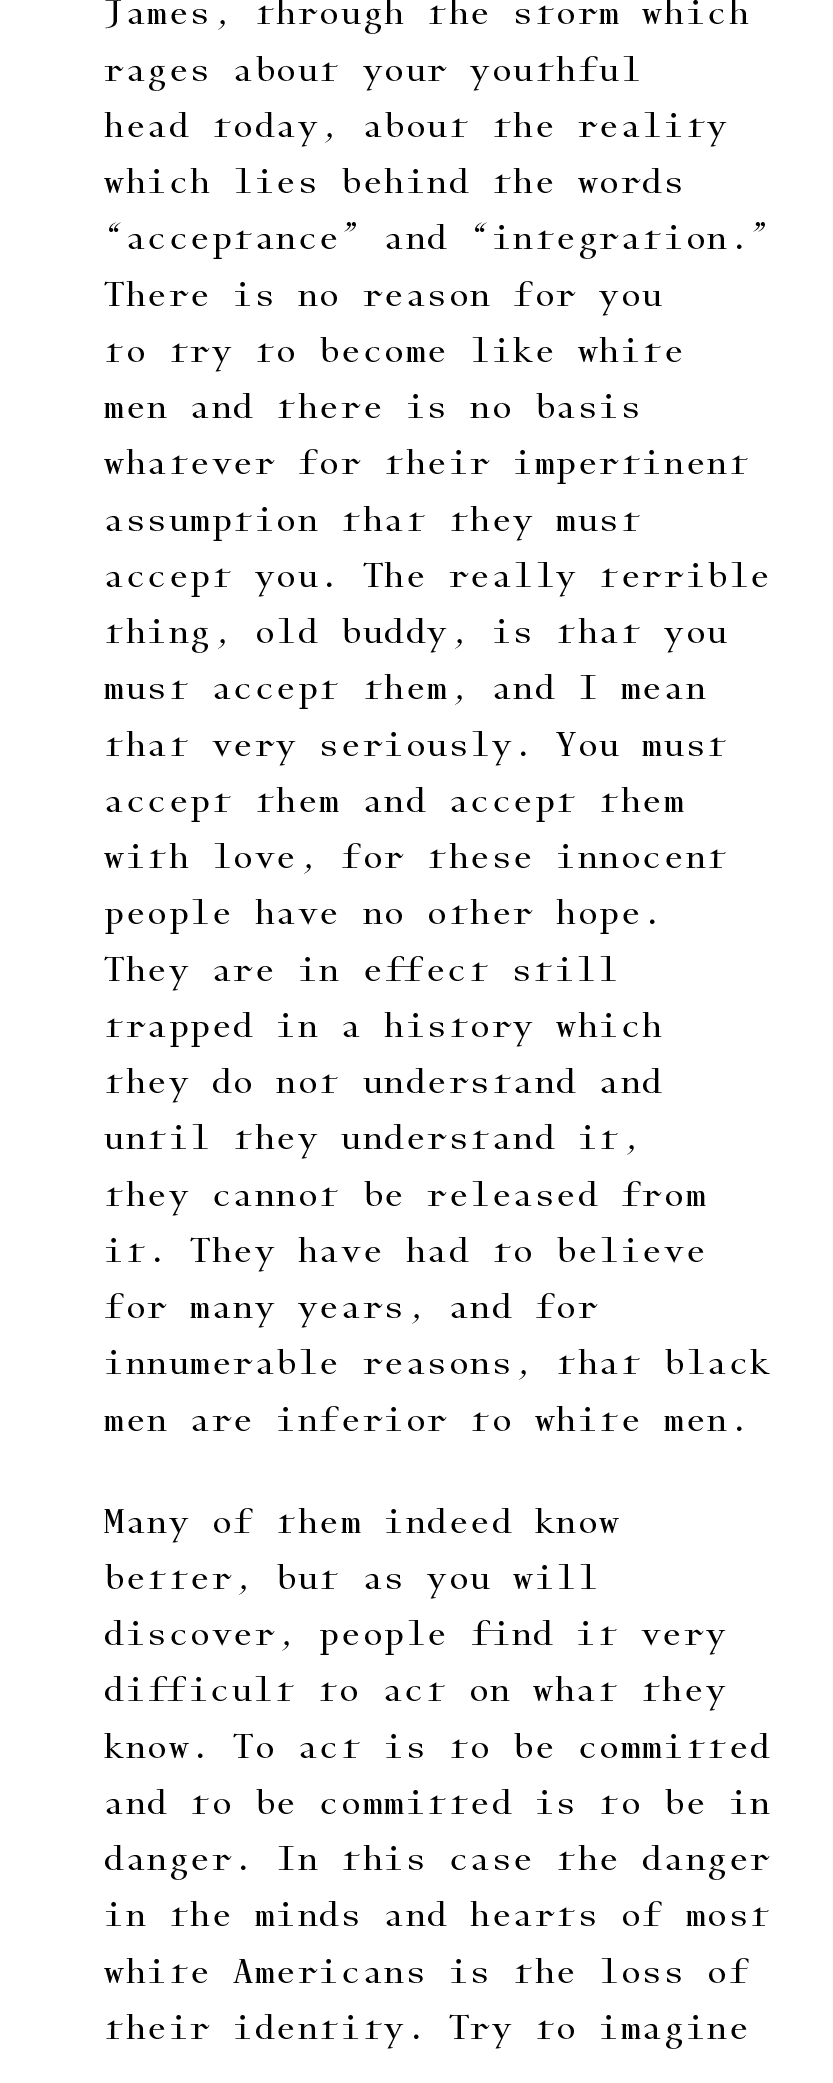 James, through the storm which
rages about your youthful
head today, about the reality
which lies behind the words
“acceptance” and “integration.”
There is no reason for you
to try to become like white
men and there is no basis
whatever for their impertinent
assumption that they must
accept you. The really terrible
thing, old buddy, is that you
must accept them, and I mean
that very seriously. You must
accept them and accept them
with love, for these innocent
people have no other hope.
They are in effect still
trapped in a history which
they do not understand and
until they understand it,
they cannot be released from
it. They have had to believe
for many years, and for
innumerable reasons, that black
men are inferior to white men.
Many of them indeed know
better, but as you will
discover, people find it very
difficult to act on what they
know. To act is to be committed
and to be committed is to be in
danger. In this case the danger
in the minds and hearts of most
white Americans is the loss of
their identity. Try to imagine